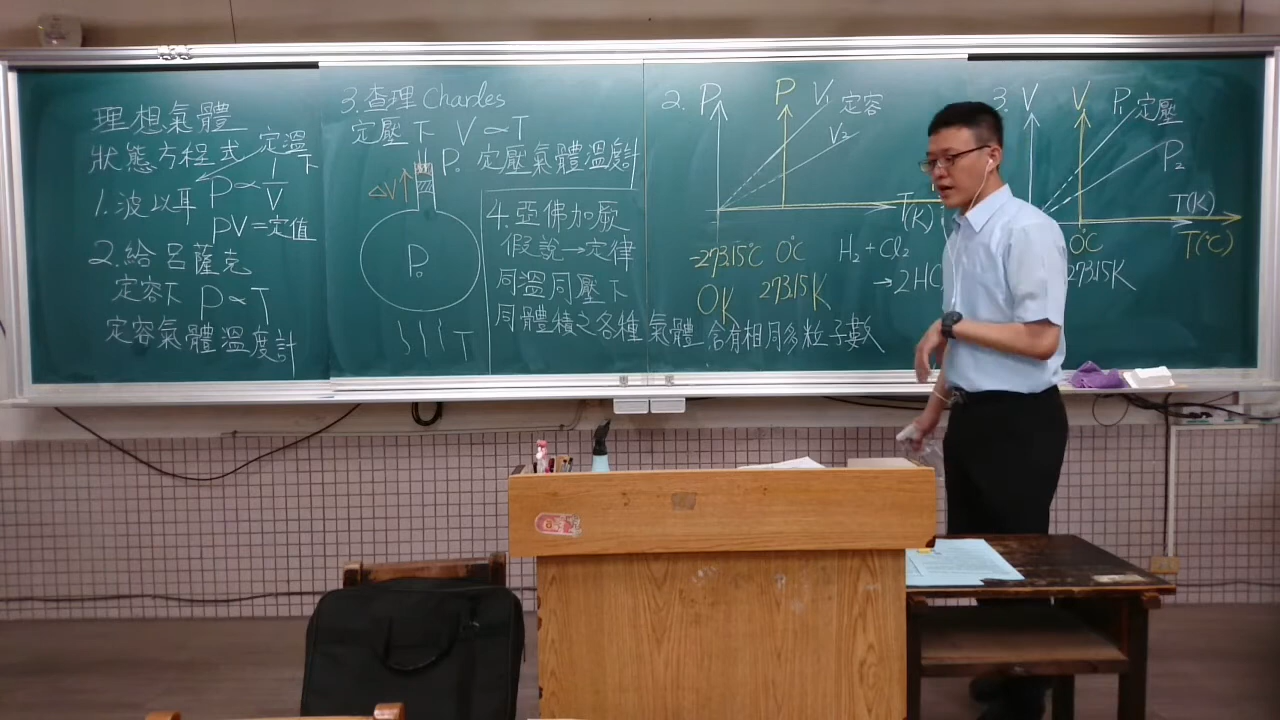 理想氣體
狀態方程式
定溫下
1.波以耳 P∝1/V
PV=定值
2.給呂薩克
定容下 P∝T
定容氣體溫度計
3.查理 Charles
定壓下 V∝T
P. 定壓氣體溫度計
ΔV
P.
T
4.亞佛加厥
假說→定律
同溫同壓下
同體積之各種氣體含有相同多粒子數
2. P P V₁ 定容
V₂
T(K)
-273.15°C 0°C
0K 273.15K
H₂+Cl₂
→2HC
3. V V P, 定壓
P₂
T(K)
T(°C)
0°C
273.15K